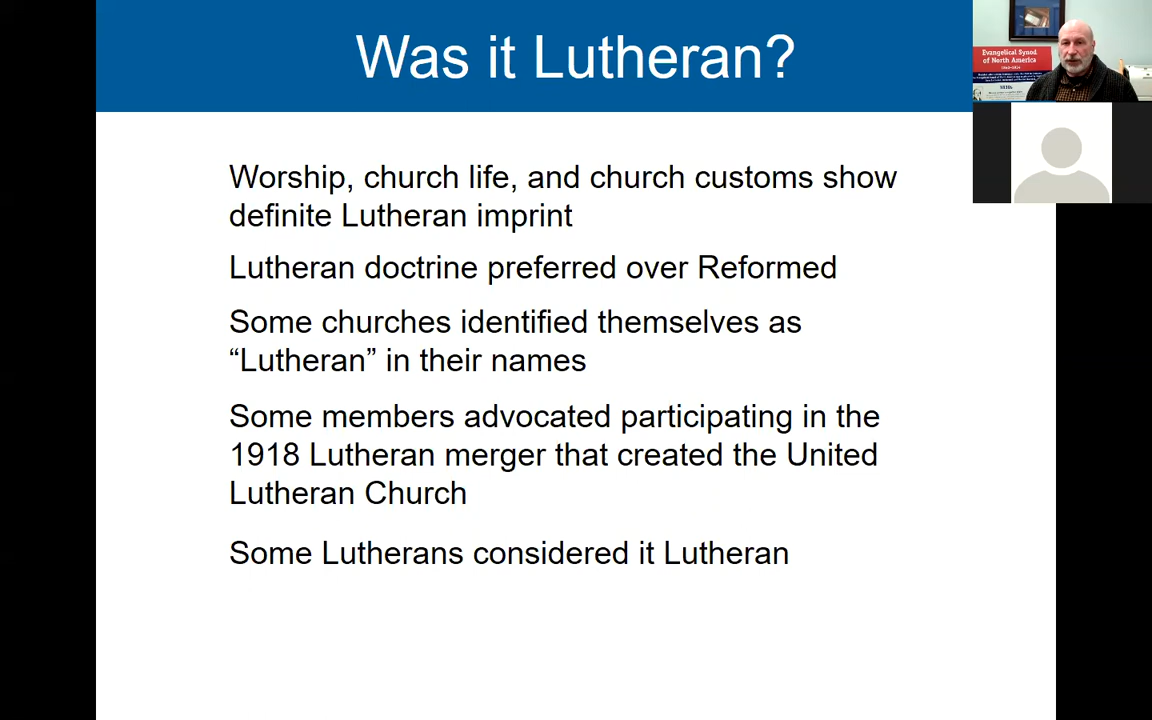 Was it Lutheran?
Worship, church life, and church customs show
definite Lutheran imprint
Lutheran doctrine preferred over Reformed
Some churches identified themselves as
“Lutheran” in their names
Some members advocated participating in the
1918 Lutheran merger that created the United
Lutheran Church
Some Lutherans considered it Lutheran
Evangelical Synod
of North America